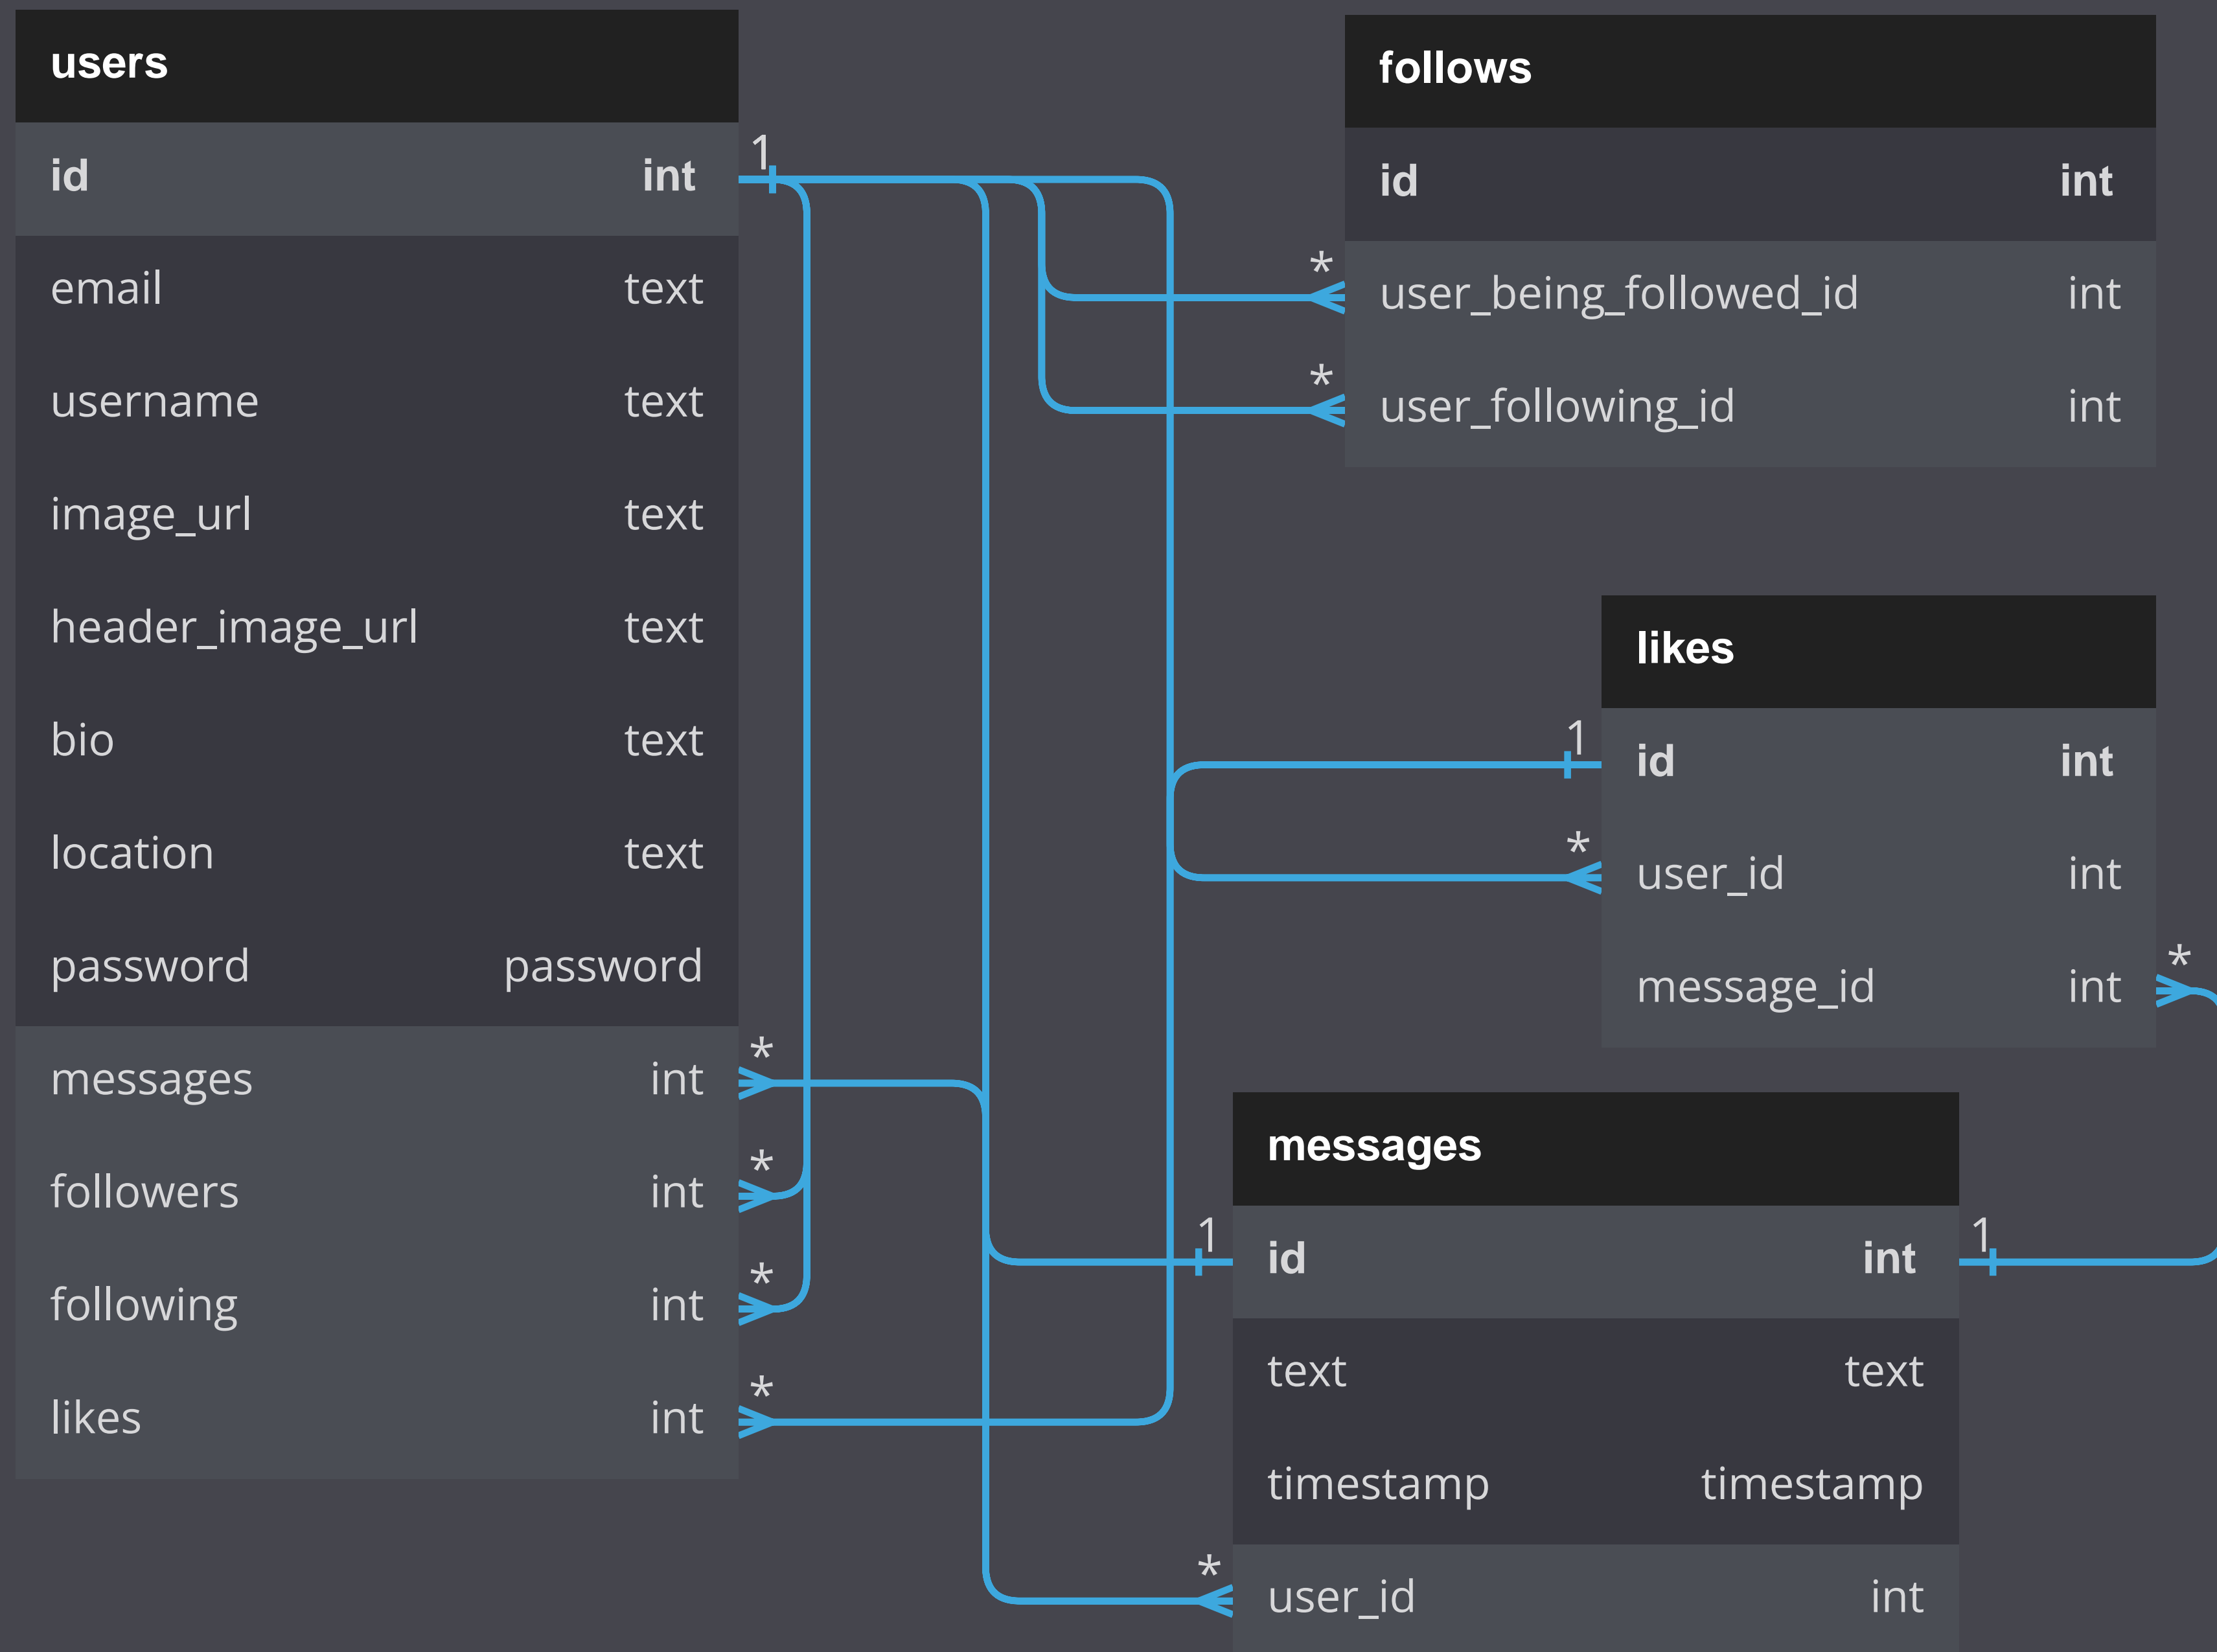 users
id int
email text
username text
image_url text
header_image_url text
bio text
location text
password password
messages int
followers int
following int
likes int
1
*
*
*
*
follows
id int
user_being_followed_id int
user_following_id int
*
*
likes
id int
user_id int
message_id int
1
*
*
messages
id int
text text
timestamp timestamp
user_id int
1
1
*